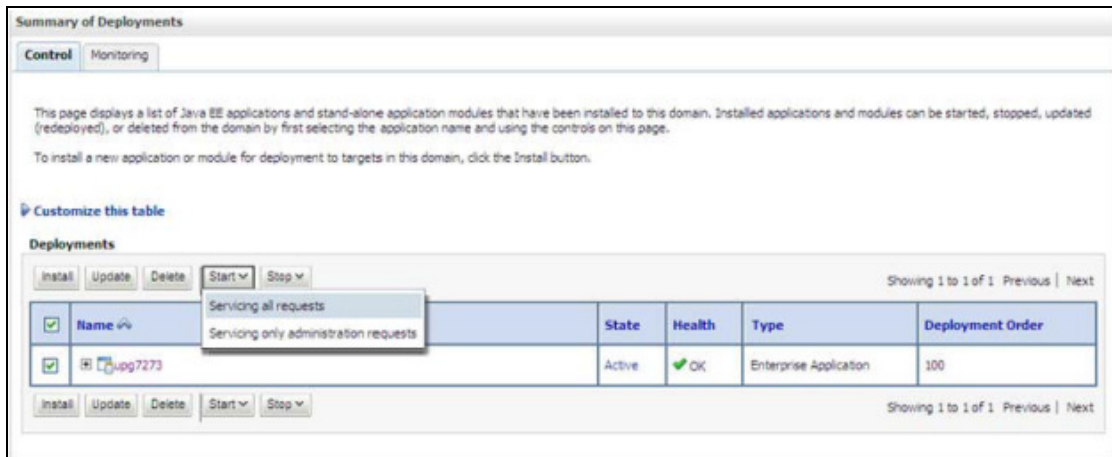 Summary of Deployments
Control Monitoring
This page displays a list of Java EE applications and stand-alone application modules that have been installed to this domain. Installed applications and modules can be started, stopped, updated
(redeployed), or deleted from the domain by first selecting the application name and using the controls on this page.
To install a new application or module for deployment to targets in this domain, click the Install button.
Customize this table
Deployments
Install Update Delete Start Stop Showing 1 to 1 of 1 Previous | Next
Servicing all requests
Servicing only administration requests
Name State Health Type Deployment Order
upg7273 Active OK Enterprise Application 100
Install Update Delete Start Stop Showing 1 to 1 of 1 Previous | Next